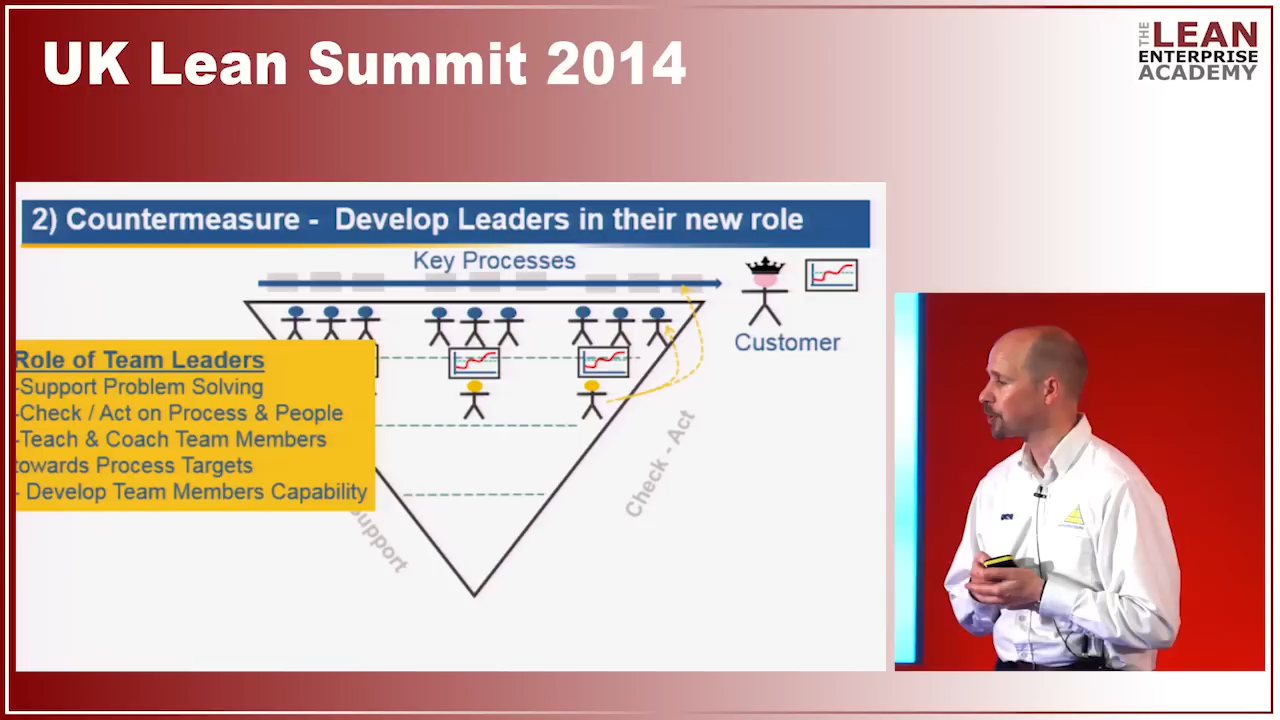 UK Lean Summit 2014
THE LEAN
ENTERPRISE
ACADEMY
2) Countermeasure - Develop Leaders in their new role
Key Processes
Customer
Role of Team Leaders
-Support Problem Solving
-Check / Act on Process & People
-Teach & Coach Team Members
towards Process Targets
- Develop Team Members Capability
Support
Check - Act